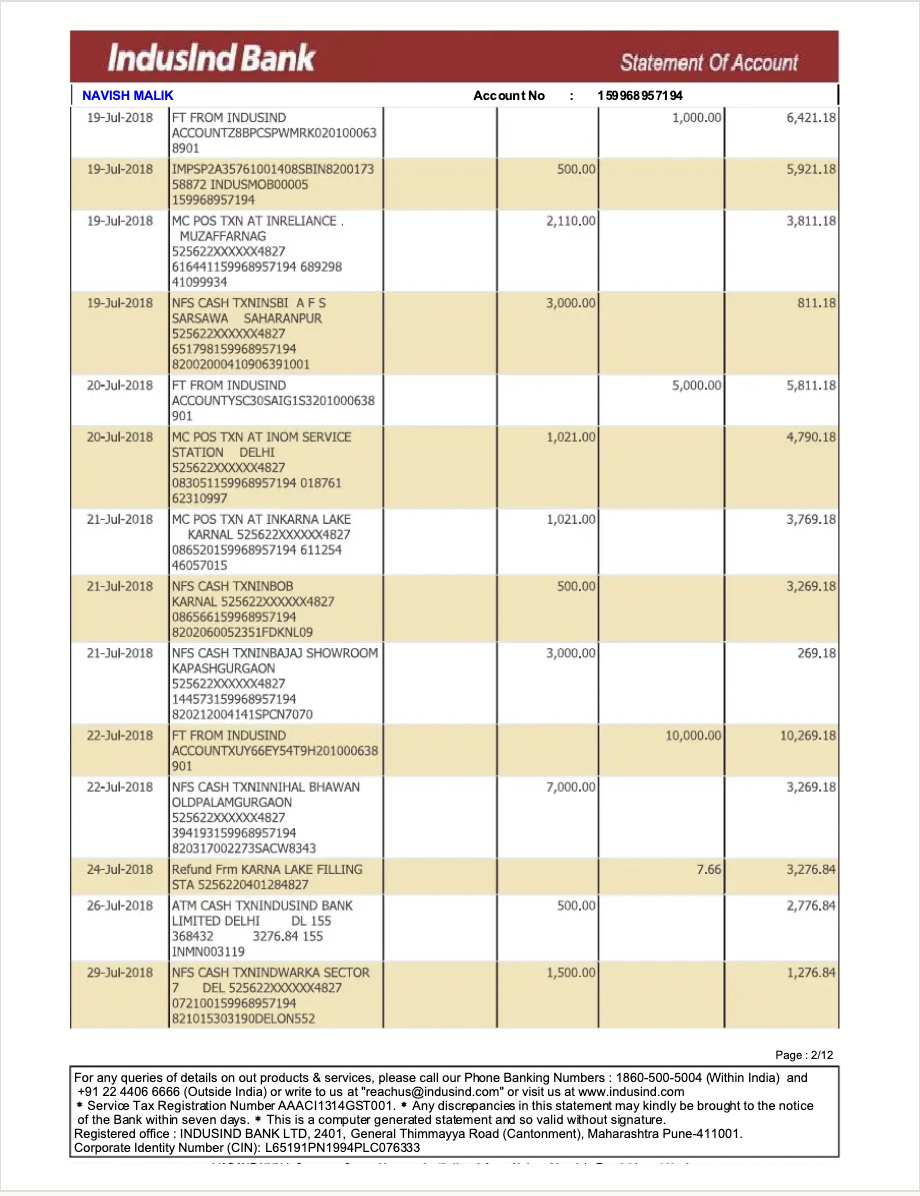 IndusInd Bank Statement Of Account
NAVISH MALIK Account No : 159968957194
19-Jul-2018 FT FROM INDUSIND 1,000.00 6,421.18
ACCOUNTZ8BPCSPWMRK020100063
8901
19-Jul-2018 IMPSP2A35761001408SBIN8200173 500.00 5,921.18
58872 INDUSMOB00005
159968957194
19-Jul-2018 MC POS TXN AT INRELIANCE . 2,110.00 3,811.18
MUZAFFARNAG
525622XXXXXX4827
616441159968957194 689298
41099934
19-Jul-2018 NFS CASH TXNINSBI A F S 3,000.00 811.18
SARSAWA SAHARANPUR
525622XXXXXX4827
651798159968957194
82002000410906391001
20-Jul-2018 FT FROM INDUSIND 5,000.00 5,811.18
ACCOUNTYSC30SAIG1S3201000638
901
20-Jul-2018 MC POS TXN AT INOM SERVICE 1,021.00 4,790.18
STATION DELHI
525622XXXXXX4827
083051159968957194 018761
62310997
21-Jul-2018 MC POS TXN AT INKARNA LAKE 1,021.00 3,769.18
KARNAL 525622XXXXXX4827
086520159968957194 611254
46057015
21-Jul-2018 NFS CASH TXNINBOB 500.00 3,269.18
KARNAL 525622XXXXXX4827
086566159968957194
8202060052351FDKNL09
21-Jul-2018 NFS CASH TXNINBAJAJ SHOWROOM 3,000.00 269.18
KAPASHGURGAON
525622XXXXXX4827
144573159968957194
820212004141SPCN7070
22-Jul-2018 FT FROM INDUSIND 10,000.00 10,269.18
ACCOUNTXUY66EY54T9H201000638
901
22-Jul-2018 NFS CASH TXNINNIHAL BHAWAN 7,000.00 3,269.18
OLDPALAMGURGAON
525622XXXXXX4827
394193159968957194
820317002273SACW8343
24-Jul-2018 Refund Frm KARNA LAKE FILLING 7.66 3,276.84
STA 5256220401284827
26-Jul-2018 ATM CASH TXNINDUSIND BANK 500.00 2,776.84
LIMITED DELHI DL 155
368432 3276.84 155
INMN003119
29-Jul-2018 NFS CASH TXNINDWARKA SECTOR 1,500.00 1,276.84
7 DEL 525622XXXXXX4827
072100159968957194
821015303190DELON552
Page : 2/12
For any queries of details on out products & services, please call our Phone Banking Numbers : 1860-500-5004 (Within India) and
+91 22 4406 6666 (Outside India) or write to us at "reachus@indusind.com" or visit us at www.indusind.com
* Service Tax Registration Number AAACI1314GST001. * Any discrepancies in this statement may kindly be brought to the notice
of the Bank within seven days. * This is a computer generated statement and so valid without signature.
Registered office : INDUSIND BANK LTD, 2401, General Thimmayya Road (Cantonment), Maharashtra Pune-411001.
Corporate Identity Number (CIN): L65191PN1994PLC076333